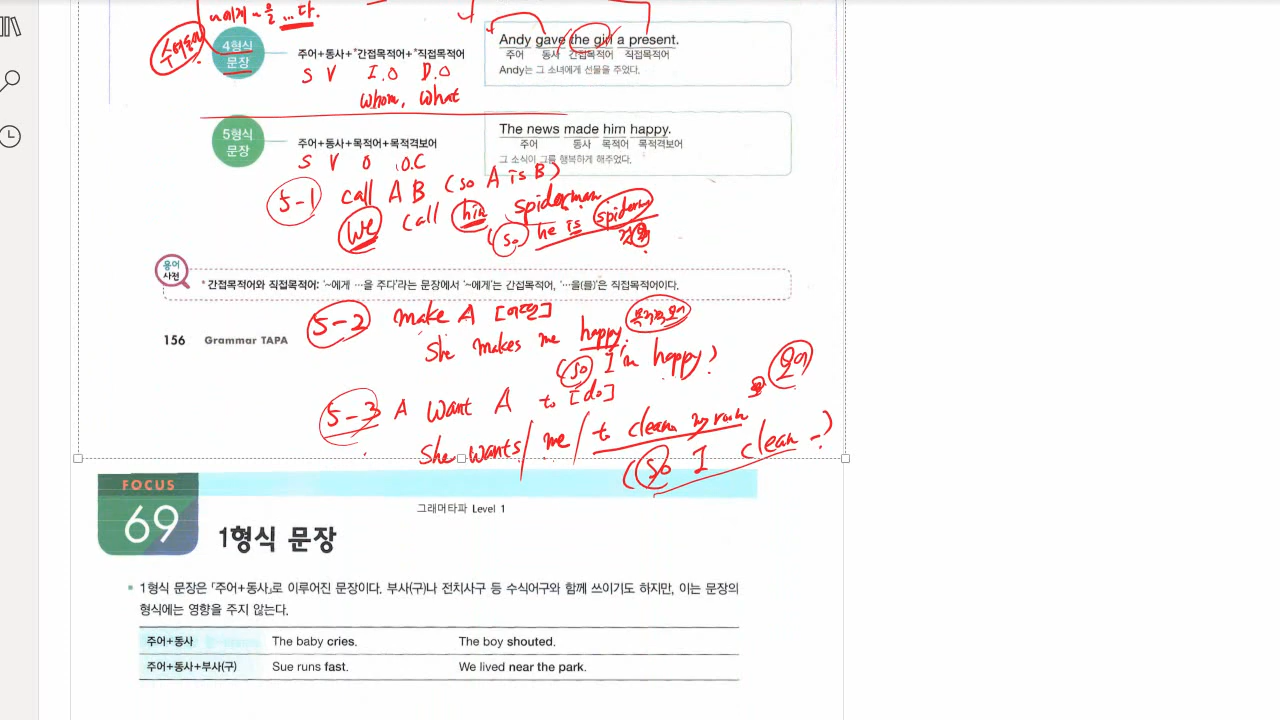 ~에게 ~을 ...다.
수여동사
4형식
문장
주어+동사+*간접목적어+*직접목적어
S V I.O D.O
whom, what
Andy gave the girl a present.
주어 동사 간접목적어 직접목적어
Andy는 그 소녀에게 선물을 주었다.
5형식
문장
주어+동사+목적어+목적격보어
S V O O.C
The news made him happy.
주어 동사 목적어 목적격보어
그 소식이 그를 행복하게 해주었다.
5-1 call A B (so A is B)
We call him spiderman
(so he is spiderman
용어
사전
* 간접목적어와 직접목적어: '~에게 …을 주다'라는 문장에서 '~에게'는 간접목적어, '…을(를)'은 직접목적어이다.
5-2 make A [어떤]
목적격보어
156 Grammar TAPA
She makes me happy.
(so I'm happy)
5-3 A want A to [do]
보어
She wants / me / to clean my room
(so I clean ~)
FOCUS
69
그래머타파 Level 1
1형식 문장
1형식 문장은 「주어+동사」로 이루어진 문장이다. 부사(구)나 전치사구 등 수식어구와 함께 쓰이기도 하지만, 이는 문장의
형식에는 영향을 주지 않는다.
주어+동사 The baby cries. The boy shouted.
주어+동사+부사(구) Sue runs fast. We lived near the park.